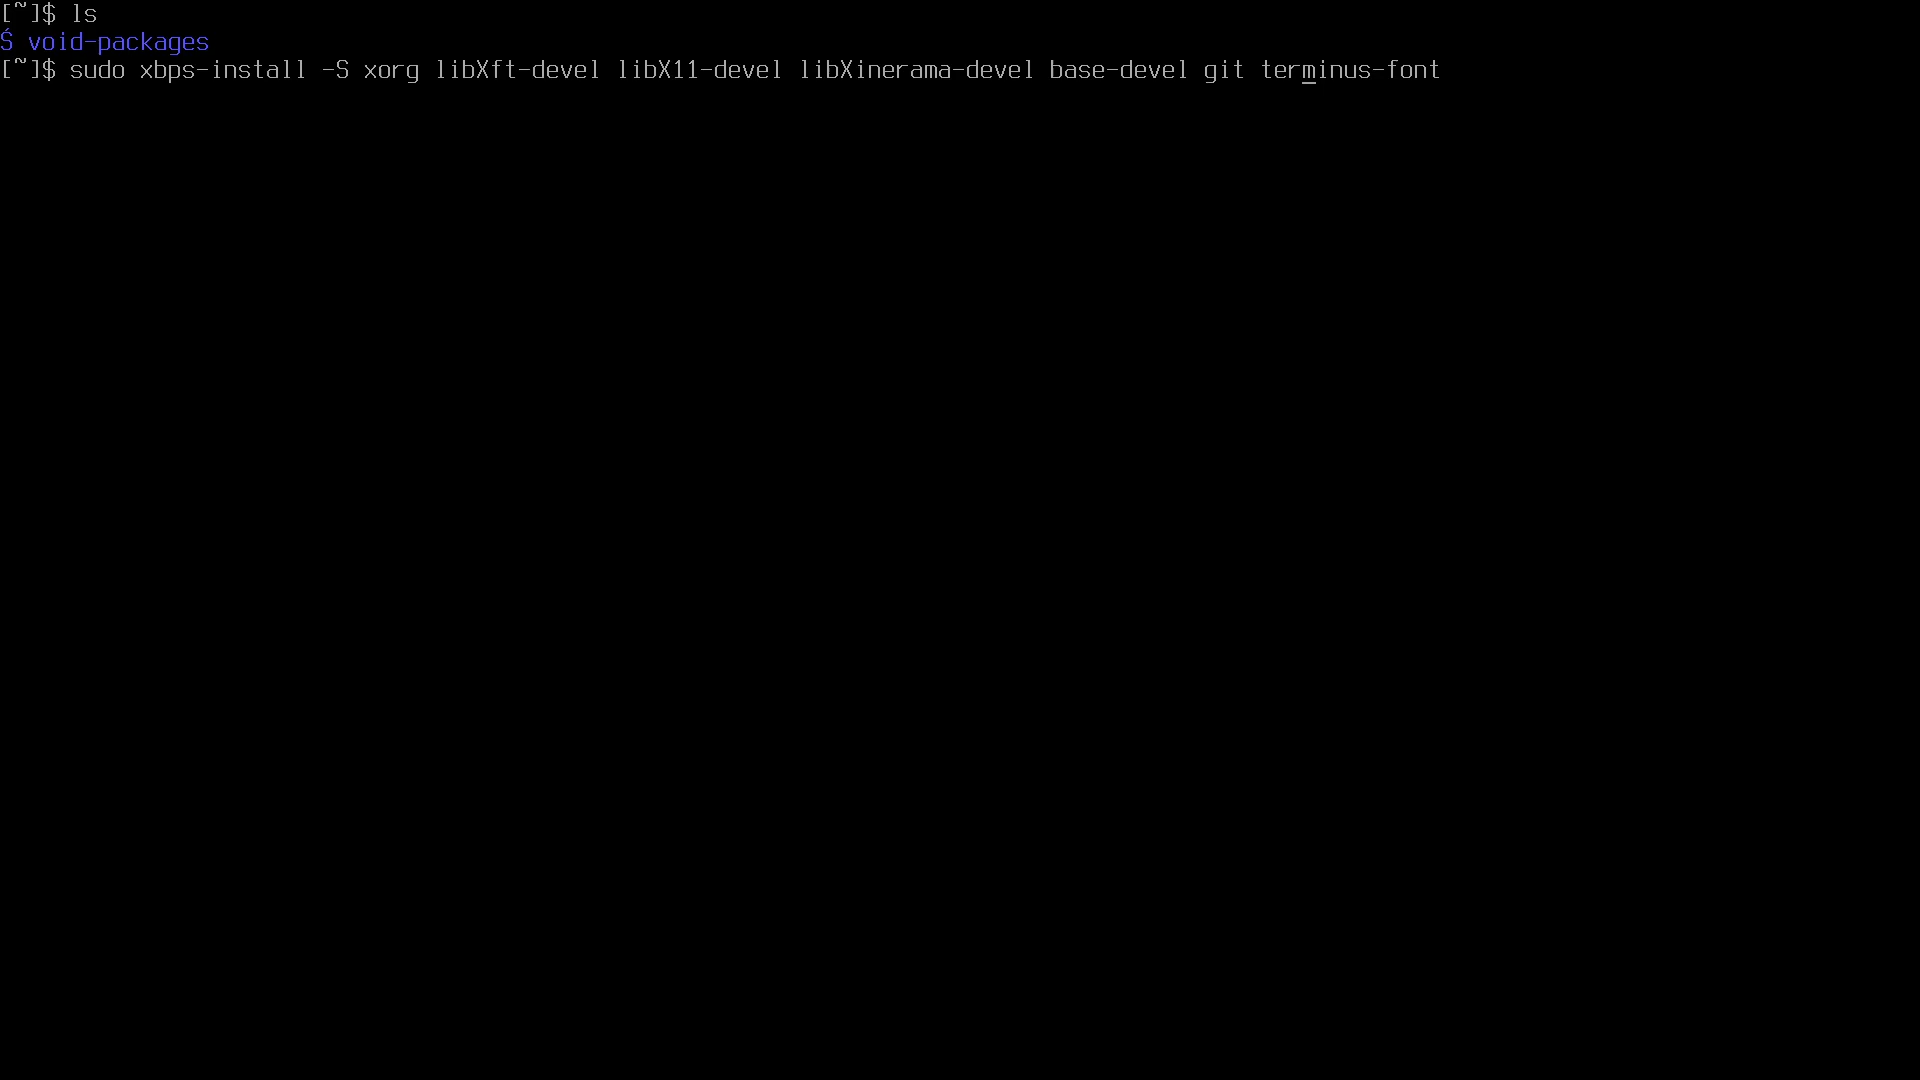 [~]$ ls
Ś void-packages
[~]$ sudo xbps-install -S xorg libXft-devel libX11-devel libXinerama-devel base-devel git terminus-font